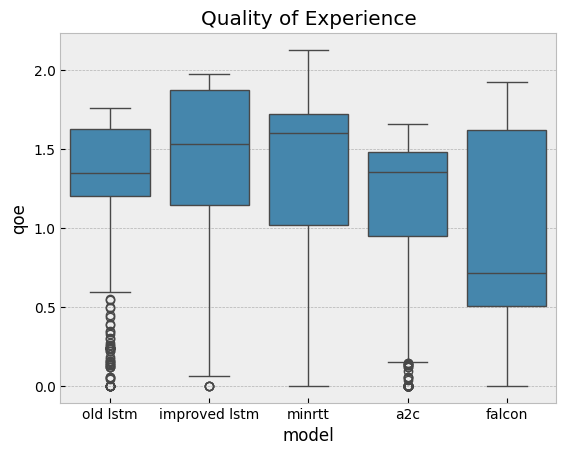 Quality of Experience
qoe
2.0
1.5
1.0
0.5
0.0
old lstm
improved lstm
minrtt
a2c
falcon
model